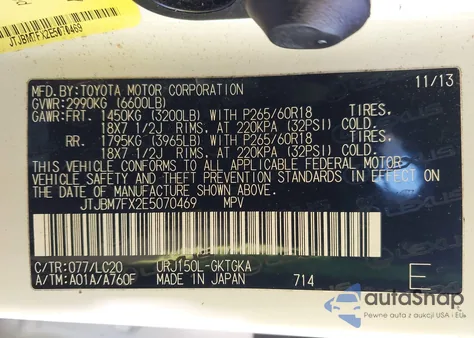 JTJBM7FX2E5070469
MFD.BY:TOYOTA MOTOR CORPORATION 11/13
GVWR:2990KG (6600LB)
GAWR:FRT. 1450KG (3200LB) WITH P265/60R18 TIRES.
18X7 1/2J RIMS. AT 220KPA (32PSI) COLD.
RR. 1795KG (3965LB) WITH P265/60R18 TIRES.
18X7 1/2J RIMS. AT 220KPA (32PSI) COLD.
THIS VEHICLE CONFORMS TO ALL APPLICABLE FEDERAL MOTOR
VEHICLE SAFETY AND THEFT PREVENTION STANDARDS IN EFFECT ON
THE DATE OF MANUFACTURE SHOWN ABOVE.
JTJBM7FX2E5070469 MPV
C/TR:077/LC20 URJ150L-GKTGKA
A/TM:A01A/A760F MADE IN JAPAN 714 E
autoSnap
Pewne auta z USA i EU